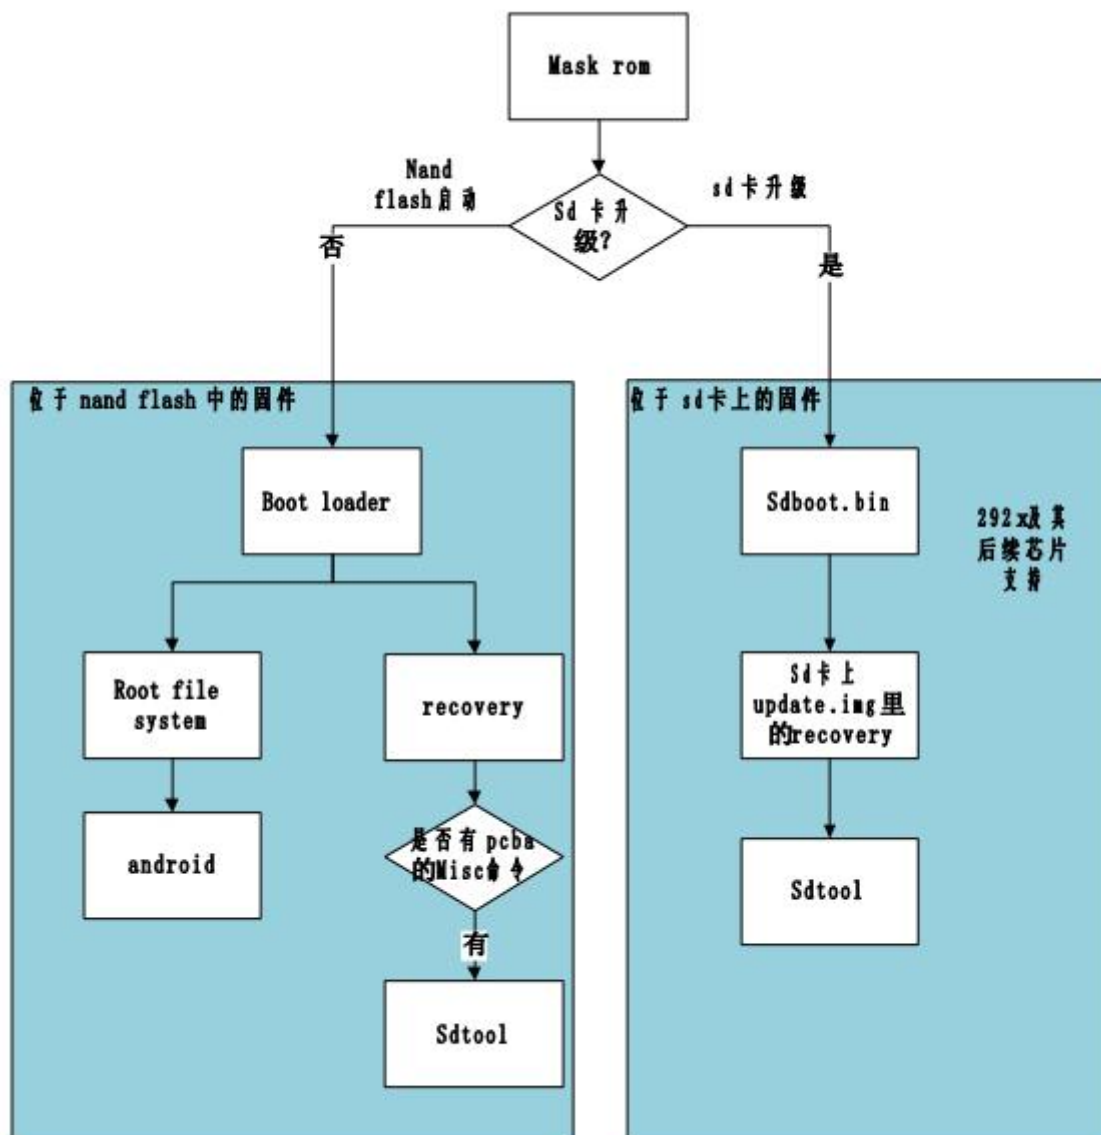 Mask rom
Nand
flash启动
sd卡升级
Sd 卡升
级?
否
是
位于 nand flash 中的固件
Boot loader
Root file
system
recovery
android
是否有 pcba
的Misc命令
有
Sdtool
位于 sd卡上的固件
Sdboot.bin
292x及其
后续芯片
支持
Sd卡上
update.img里
的recovery
Sdtool